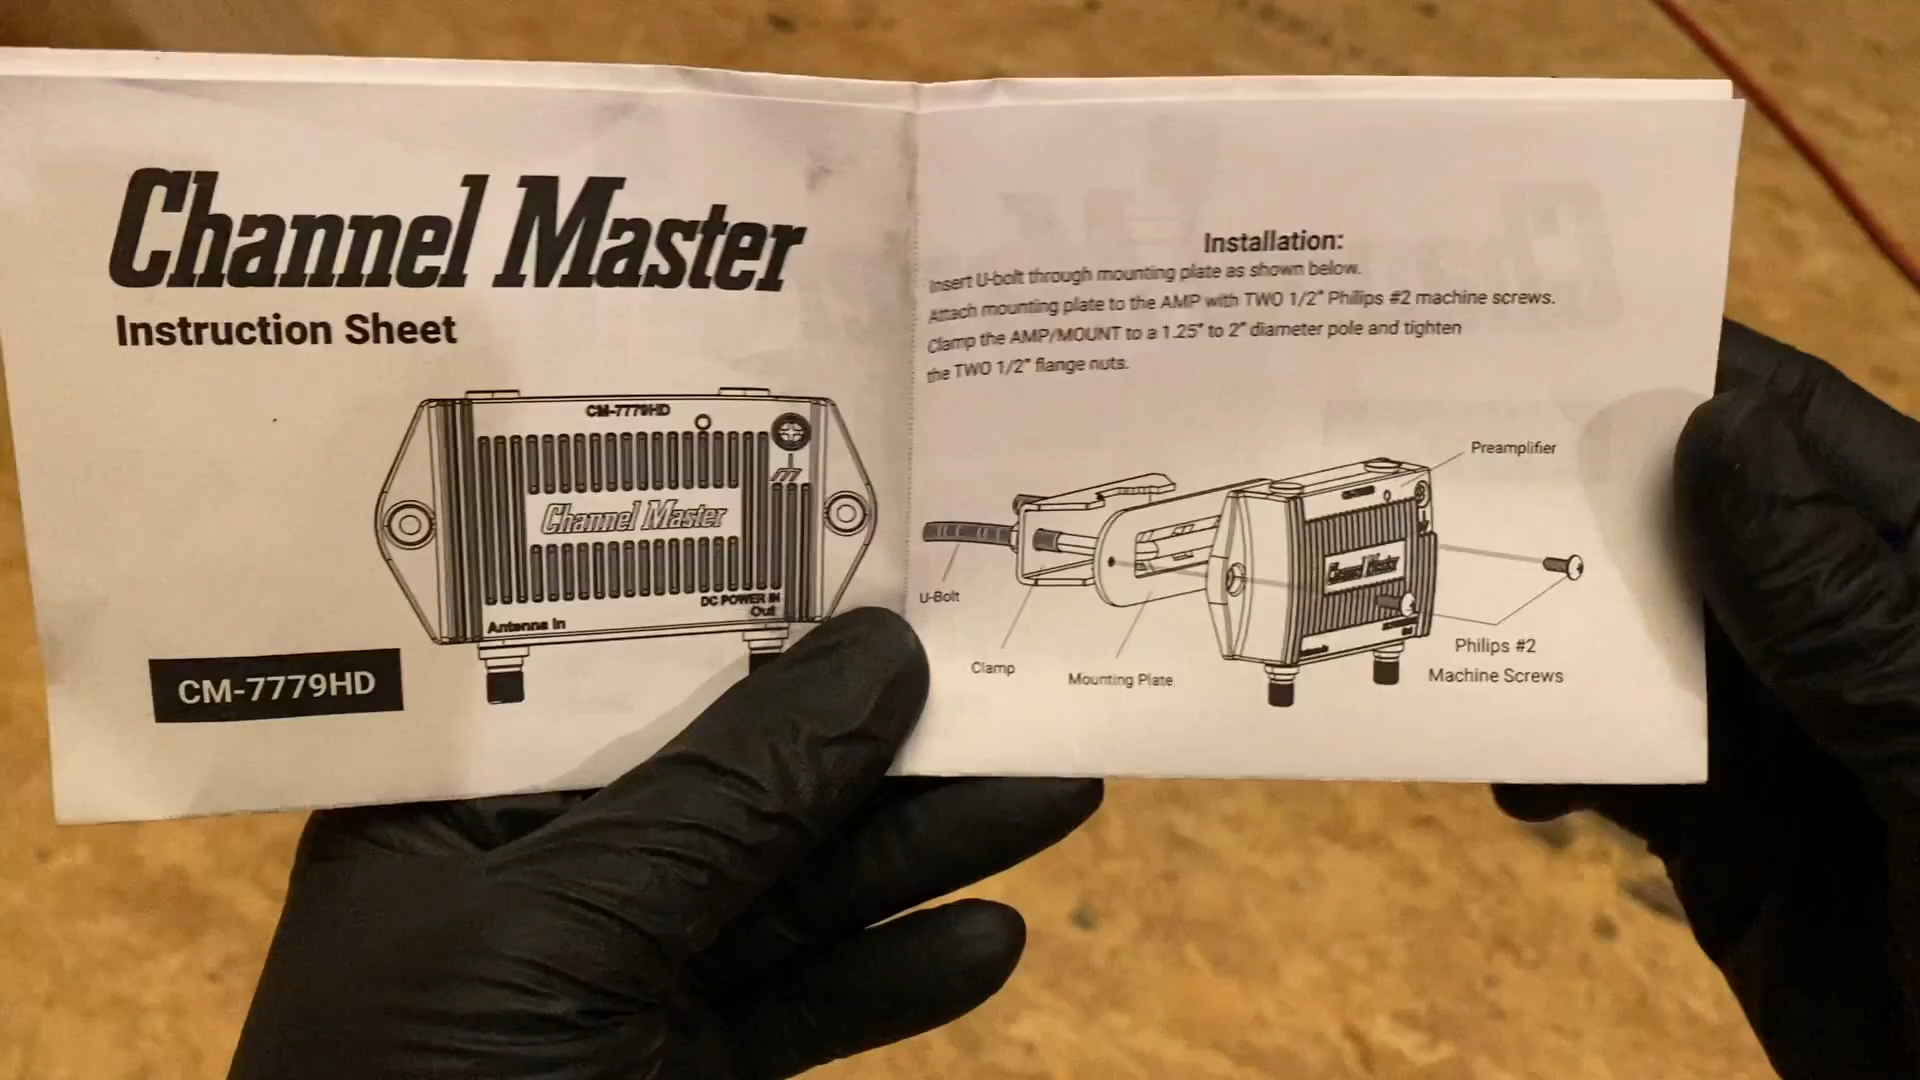 Channel Master
Instruction Sheet
CM-7779HD
Channel Master
DC POWER IN
Out
Antenna In
CM-7779HD
Installation:
Insert U-bolt through mounting plate as shown below.
Attach mounting plate to the AMP with TWO 1/2" Philips #2 machine screws.
Clamp the AMP/MOUNT to a 1.25" to 2" diameter pole and tighten
the TWO 1/2" flange nuts.
Preamplifier
Channel Master
U-Bolt
Clamp
Mounting Plate
Philips #2
Machine Screws